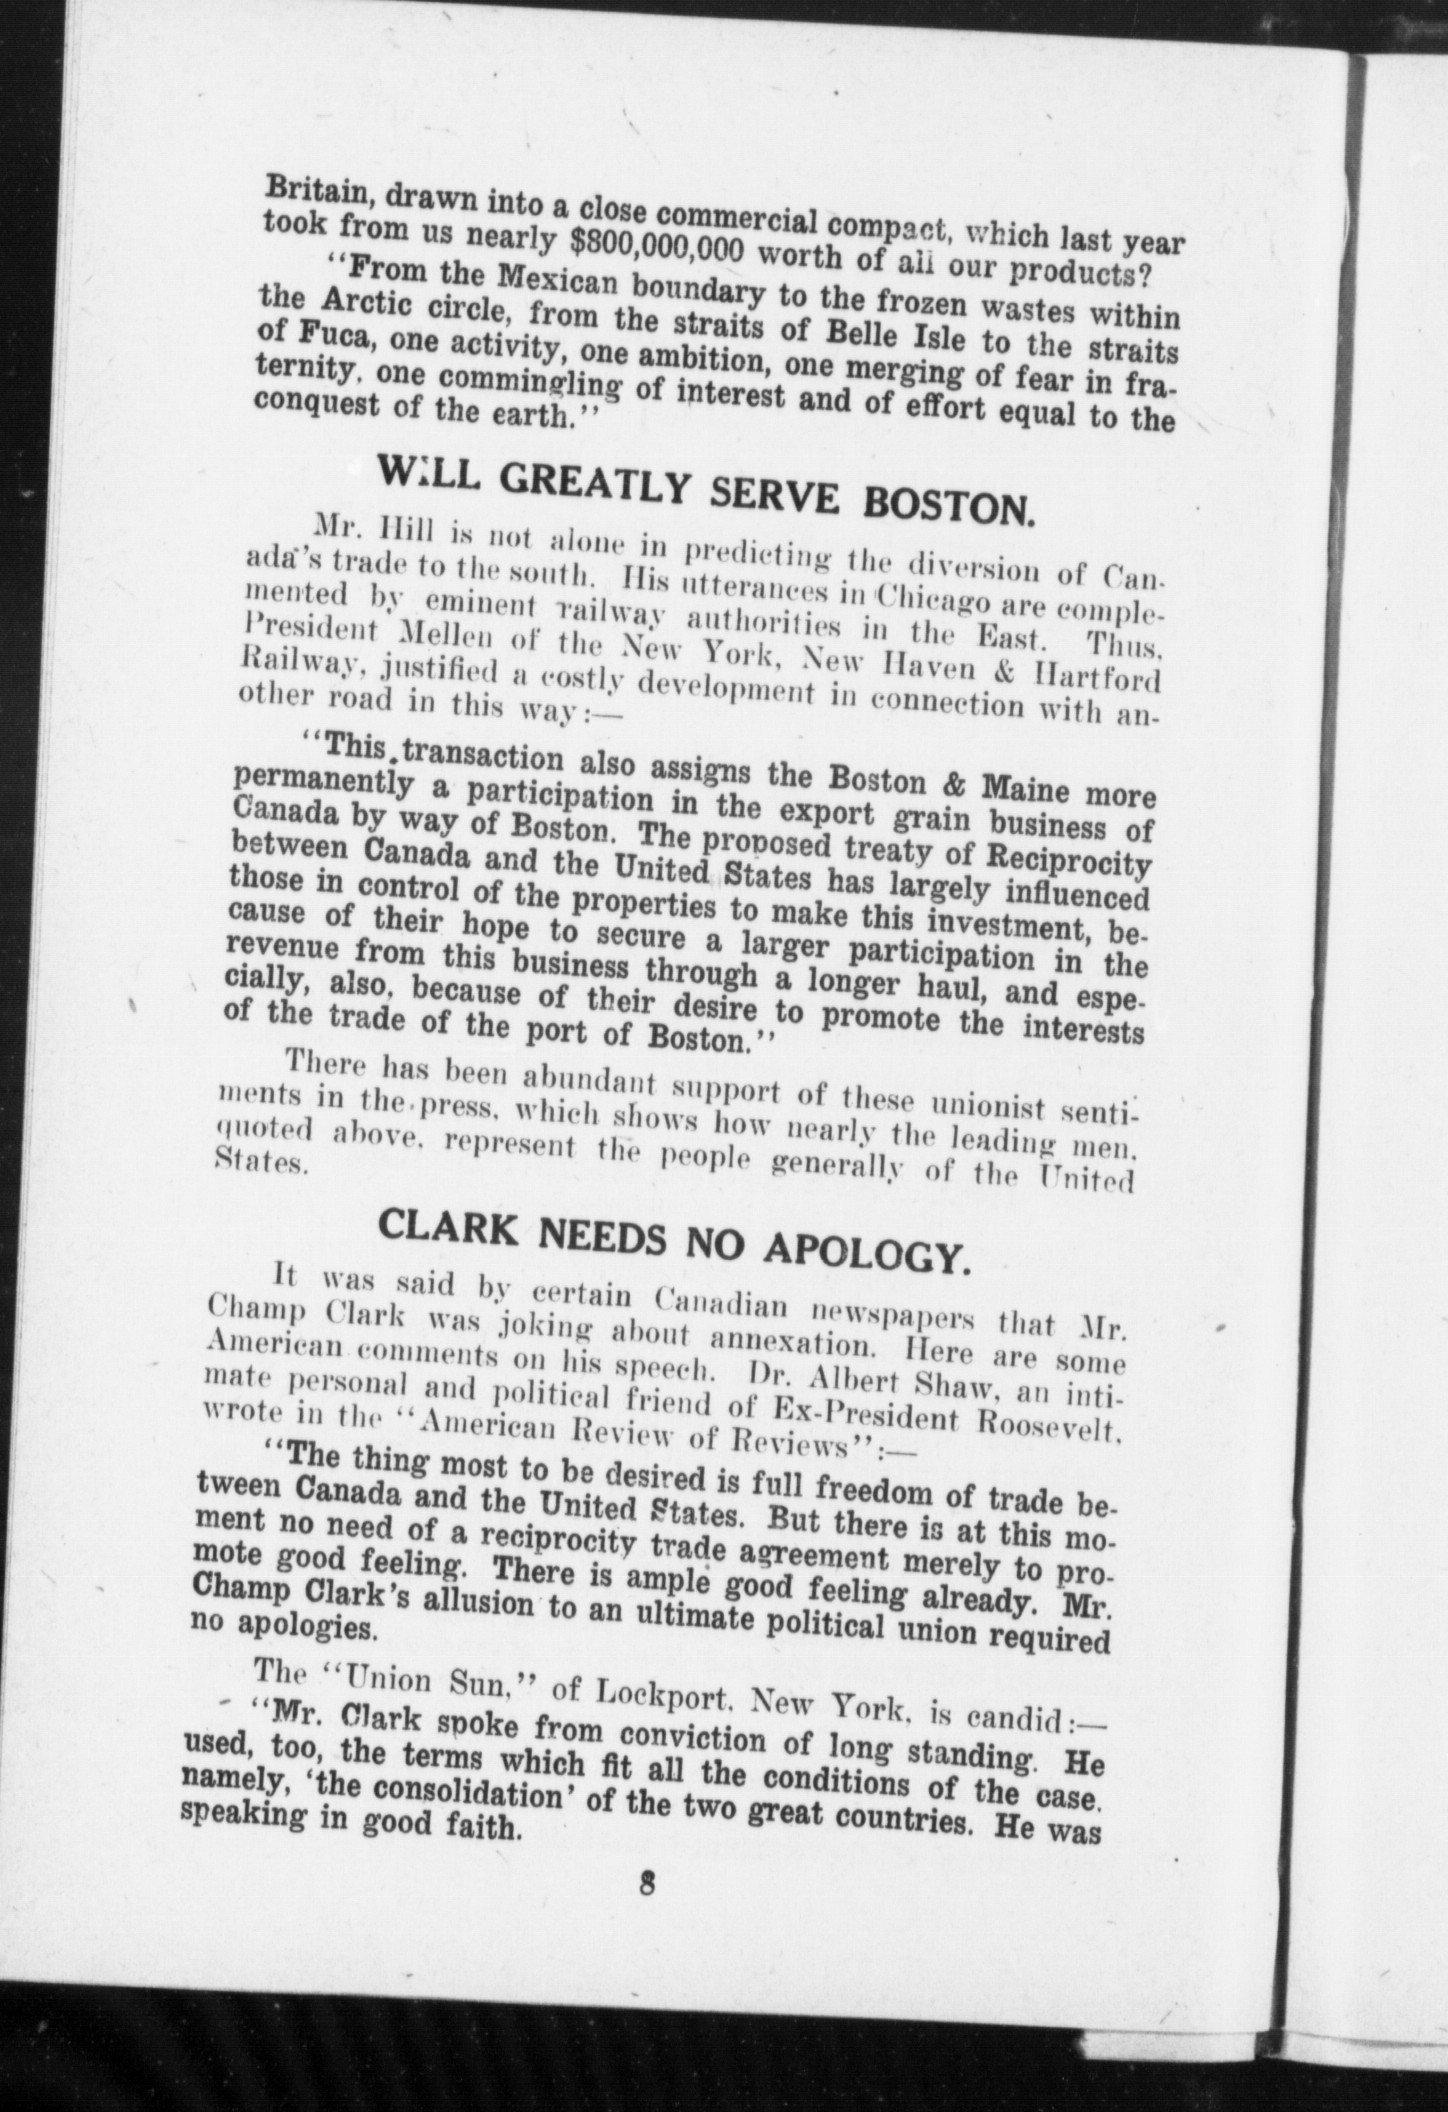 Britain, drawn into a close commercial compact, which last year
took from us nearly $800,000,000 worth of all our products?
"From the Mexican boundary to the frozen wastes within
the Arctic circle, from the straits of Belle Isle to the straits
of Fuca, one activity, one ambition, one merging of fear in fra-
ternity, one commingling of interest and of effort equal to the
conquest of the earth."
WILL GREATLY SERVE BOSTON.
Mr. Hill is not alone in predicting the diversion of Can-
ada's trade to the south. His utterances in Chicago are comple-
mented by eminent railway authorities in the East. Thus,
President Mellen of the New York, New Haven & Hartford
Railway, justified a costly development in connection with an-
other road in this way:—
"This transaction also assigns the Boston & Maine more
permanently a participation in the export grain business of
Canada by way of Boston. The proposed treaty of Reciprocity
between Canada and the United States has largely influenced
those in control of the properties to make this investment, be-
cause of their hope to secure a larger participation in the
revenue from this business through a longer haul, and espe-
cially, also, because of their desire to promote the interests
of the trade of the port of Boston."
There has been abundant support of these unionist senti-
ments in the press, which shows how nearly the leading men,
quoted above, represent the people generally of the United
States.
CLARK NEEDS NO APOLOGY.
It was said by certain Canadian newspapers that Mr.
Champ Clark was joking about annexation. Here are some
American comments on his speech. Dr. Albert Shaw, an inti-
mate personal and political friend of Ex-President Roosevelt,
wrote in the "American Review of Reviews":—
"The thing most to be desired is full freedom of trade be-
tween Canada and the United States. But there is at this mo-
ment no need of a reciprocity trade agreement merely to pro-
mote good feeling. There is ample good feeling already. Mr.
Champ Clark's allusion to an ultimate political union required
no apologies.
The "Union Sun," of Lockport, New York, is candid:—
"Mr. Clark spoke from conviction of long standing. He
used, too, the terms which fit all the conditions of the case,
namely, 'the consolidation' of the two great countries. He was
speaking in good faith.
8